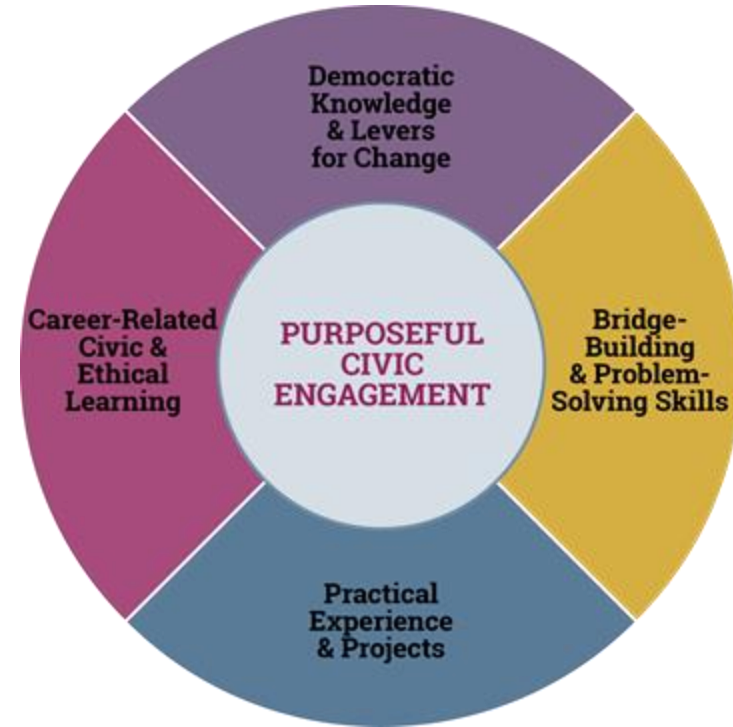 Democratic
Knowledge
& Levers
for Change
Career-Related
Civic &
Ethical
Learning
PURPOSEFUL
CIVIC
ENGAGEMENT
Bridge-
Building
& Problem-
Solving Skills
Practical
Experience
& Projects